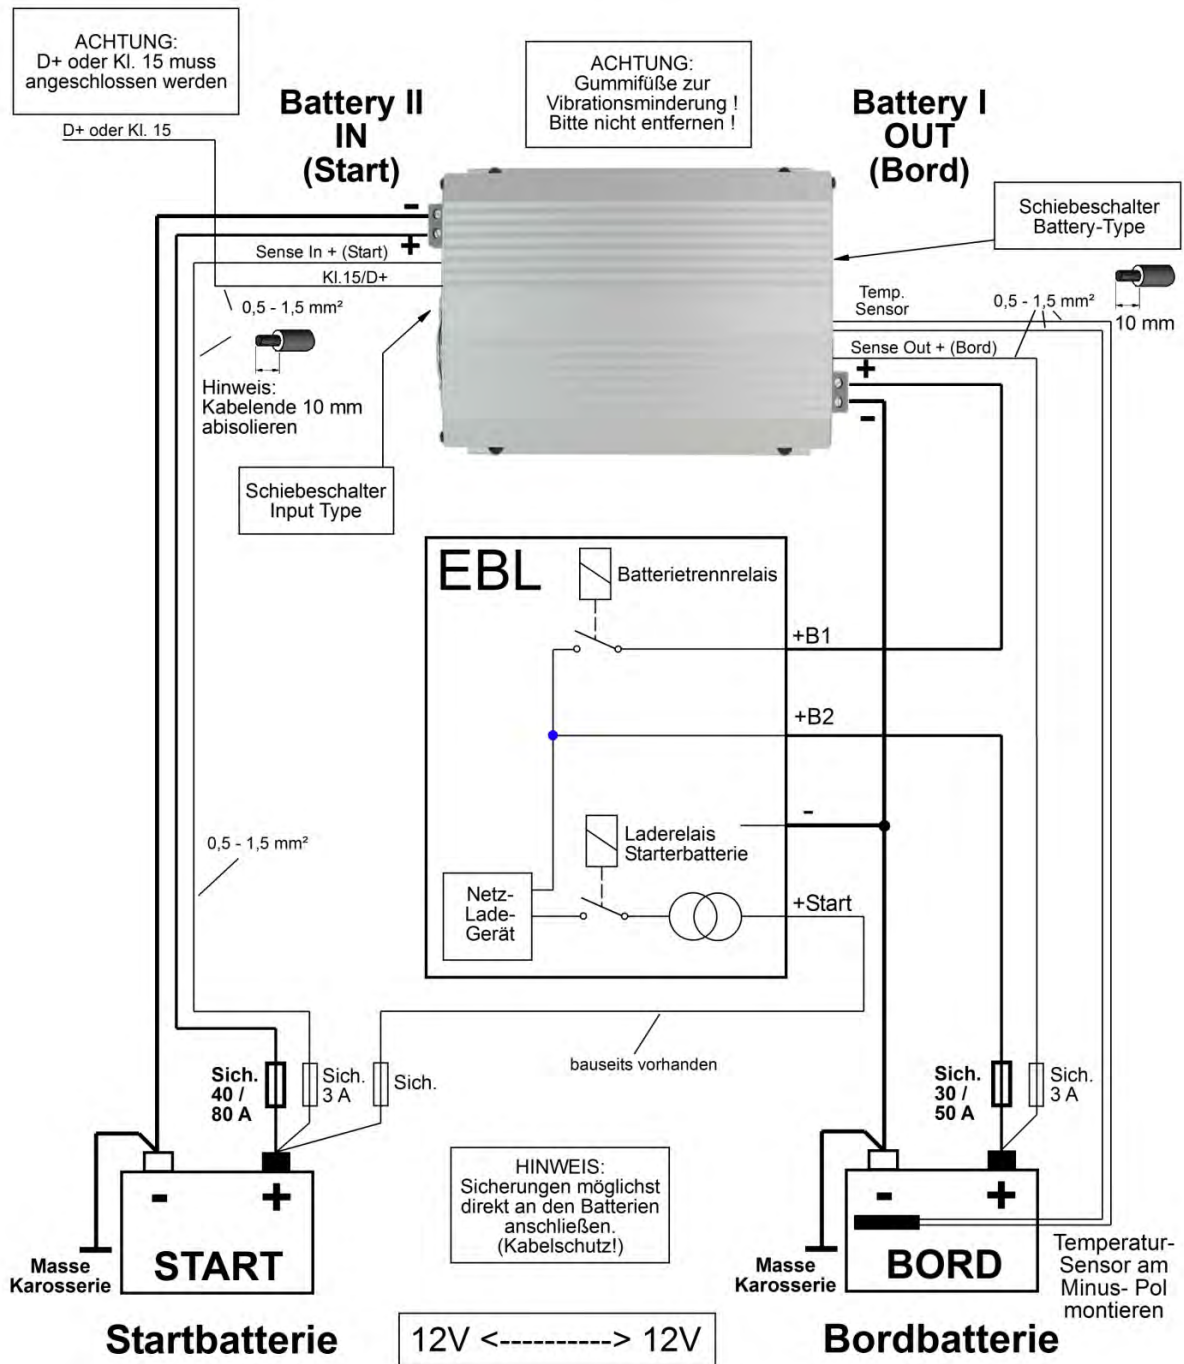 ACHTUNG:
D+ oder Kl. 15 muss
angeschlossen werden
D+ oder Kl. 15
Battery II
IN
(Start)
ACHTUNG:
Gummifüße zur
Vibrationsminderung !
Bitte nicht entfernen !
Battery I
OUT
(Bord)
Schiebeschalter
Battery-Type
-
+
Sense In + (Start)
Kl.15/D+
0,5 - 1,5 mm²
Hinweis:
Kabelende 10 mm
abisolieren
Schiebeschalter
Input Type
Temp.
Sensor
0,5 - 1,5 mm²
10 mm
Sense Out + (Bord)
+
-
EBL
Batterietrennrelais
+B1
+B2
-
Laderelais
Starterbatterie
Netz-
Lade-
Gerät
+Start
0,5 - 1,5 mm²
bauseits vorhanden
Sich.
40 /
80 A
Sich.
3 A
Sich.
Sich.
30 /
50 A
Sich.
3 A
HINWEIS:
Sicherungen möglichst
direkt an den Batterien
anschließen.
(Kabelschutz!)
- +
START
Masse
Karosserie
Startbatterie
- +
BORD
Masse
Karosserie
Temperatur-
Sensor am
Minus- Pol
montieren
Bordbatterie
12V <----------> 12V